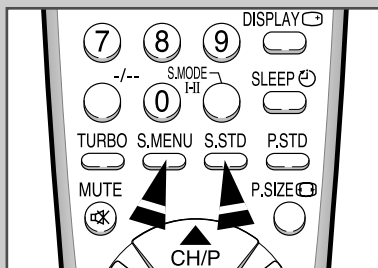 DISPLAY
7 8 9
-/-- S.MODE I-II SLEEP
0
TURBO S.MENU S.STD P.STD
MUTE P.SIZE
CH/P